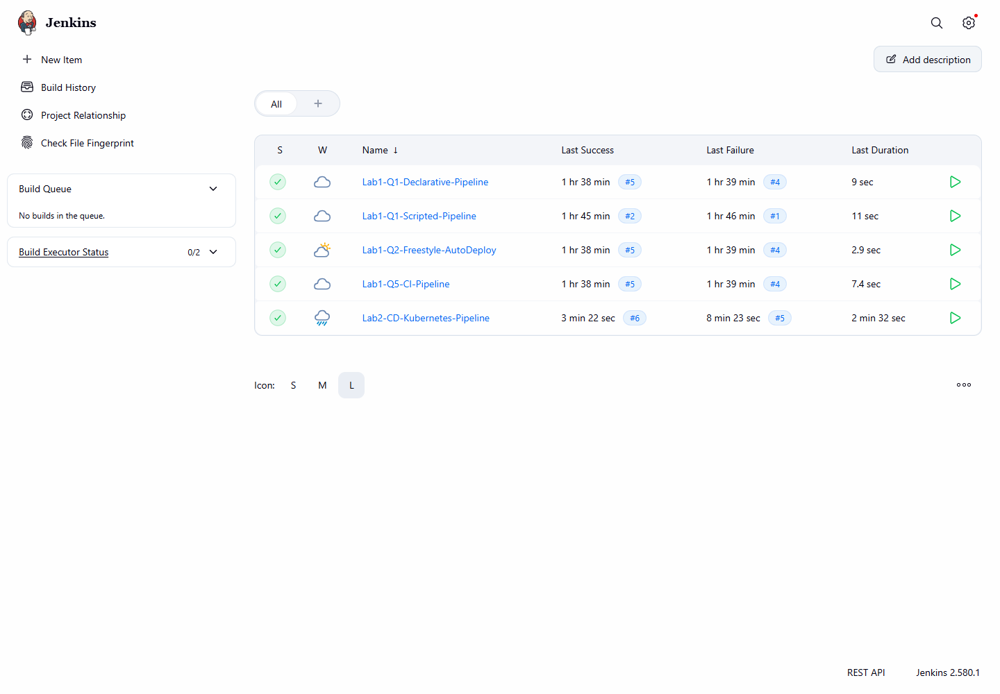 Jenkins
New Item
Build History
Project Relationship
Check File Fingerprint
Build Queue
No builds in the queue.
Build Executor Status 0/2
Add description
All +
S W Name ↓ Last Success Last Failure Last Duration
Lab1-Q1-Declarative-Pipeline 1 hr 38 min #5 1 hr 39 min #4 9 sec
Lab1-Q1-Scripted-Pipeline 1 hr 45 min #2 1 hr 46 min #1 11 sec
Lab1-Q2-Freestyle-AutoDeploy 1 hr 38 min #5 1 hr 39 min #4 2.9 sec
Lab1-Q5-CI-Pipeline 1 hr 38 min #5 1 hr 39 min #4 7.4 sec
Lab2-CD-Kubernetes-Pipeline 3 min 22 sec #6 8 min 23 sec #5 2 min 32 sec
Icon: S M L
REST API Jenkins 2.580.1